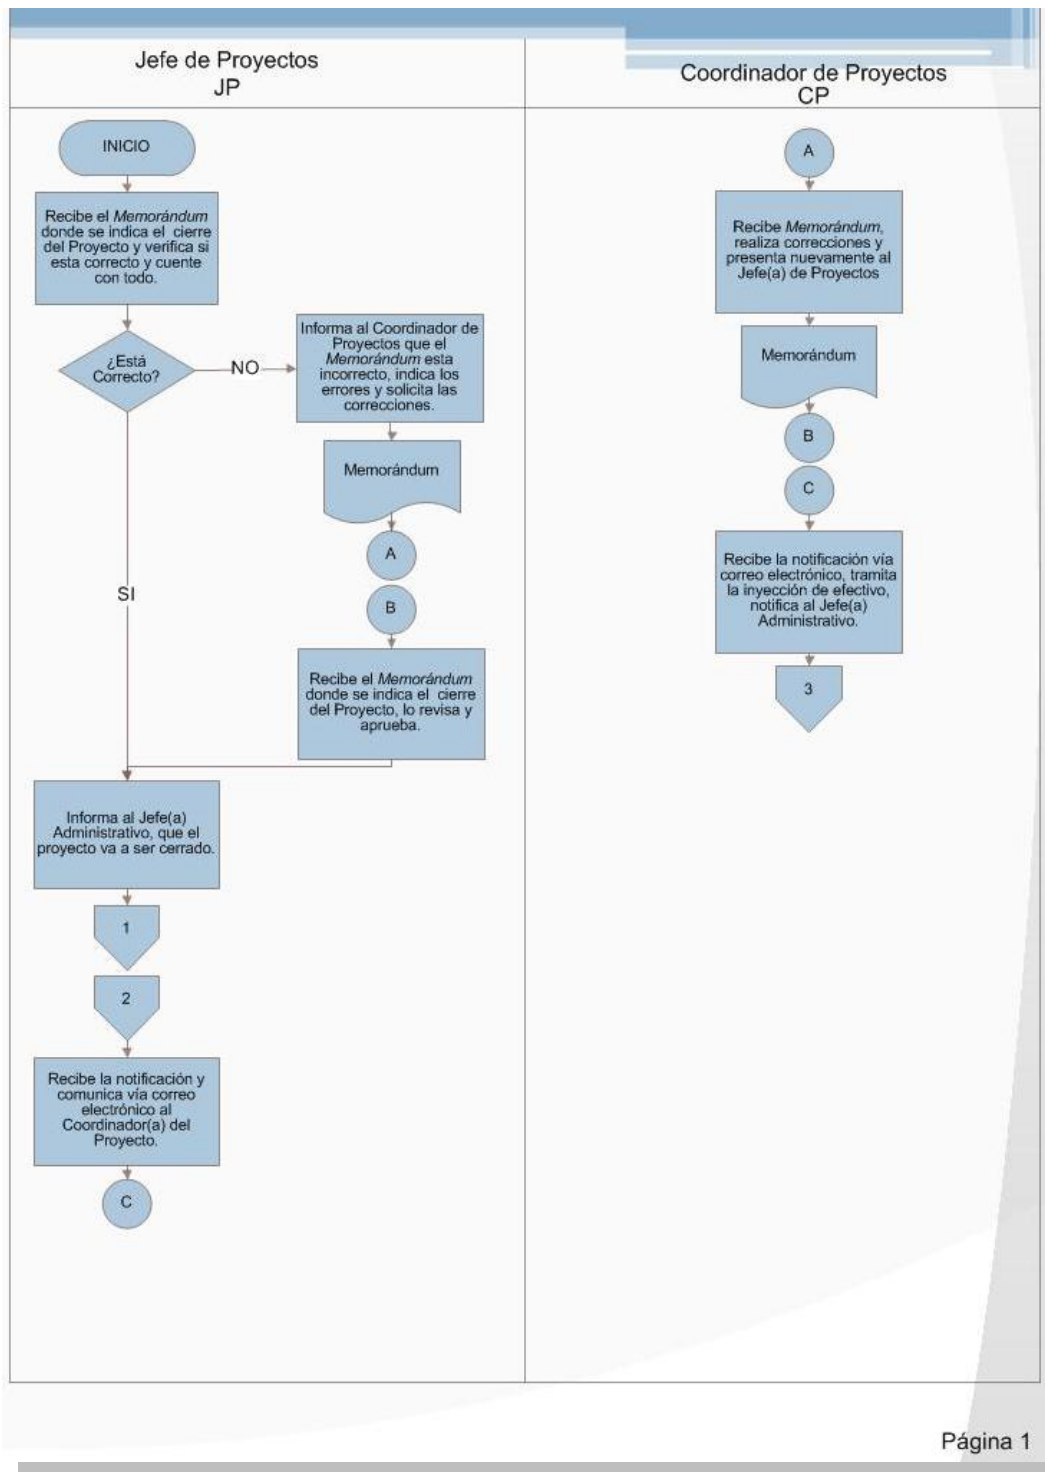 Jefe de Proyectos
JP
Coordinador de Proyectos
CP
INICIO
Recibe el Memorándum
donde se indica el cierre
del Proyecto y verifica si
esta correcto y cuente
con todo.
¿Está
Correcto?
NO
Informa al Coordinador de
Proyectos que el
Memorándum esta
incorrecto, indica los
errores y solicita las
correcciones.
Memorándum
A
B
SI
Recibe el Memorándum
donde se indica el cierre
del Proyecto, lo revisa y
aprueba.
Informa al Jefe(a)
Administrativo, que el
proyecto va a ser cerrado.
1
2
Recibe la notificación y
comunica vía correo
electrónico al
Coordinador(a) del
Proyecto.
C
A
Recibe Memorándum,
realiza correcciones y
presenta nuevamente al
Jefe(a) de Proyectos
Memorándum
B
C
Recibe la notificación vía
correo electrónico, tramita
la inyección de efectivo,
notifica al Jefe(a)
Administrativo.
3
Página 1